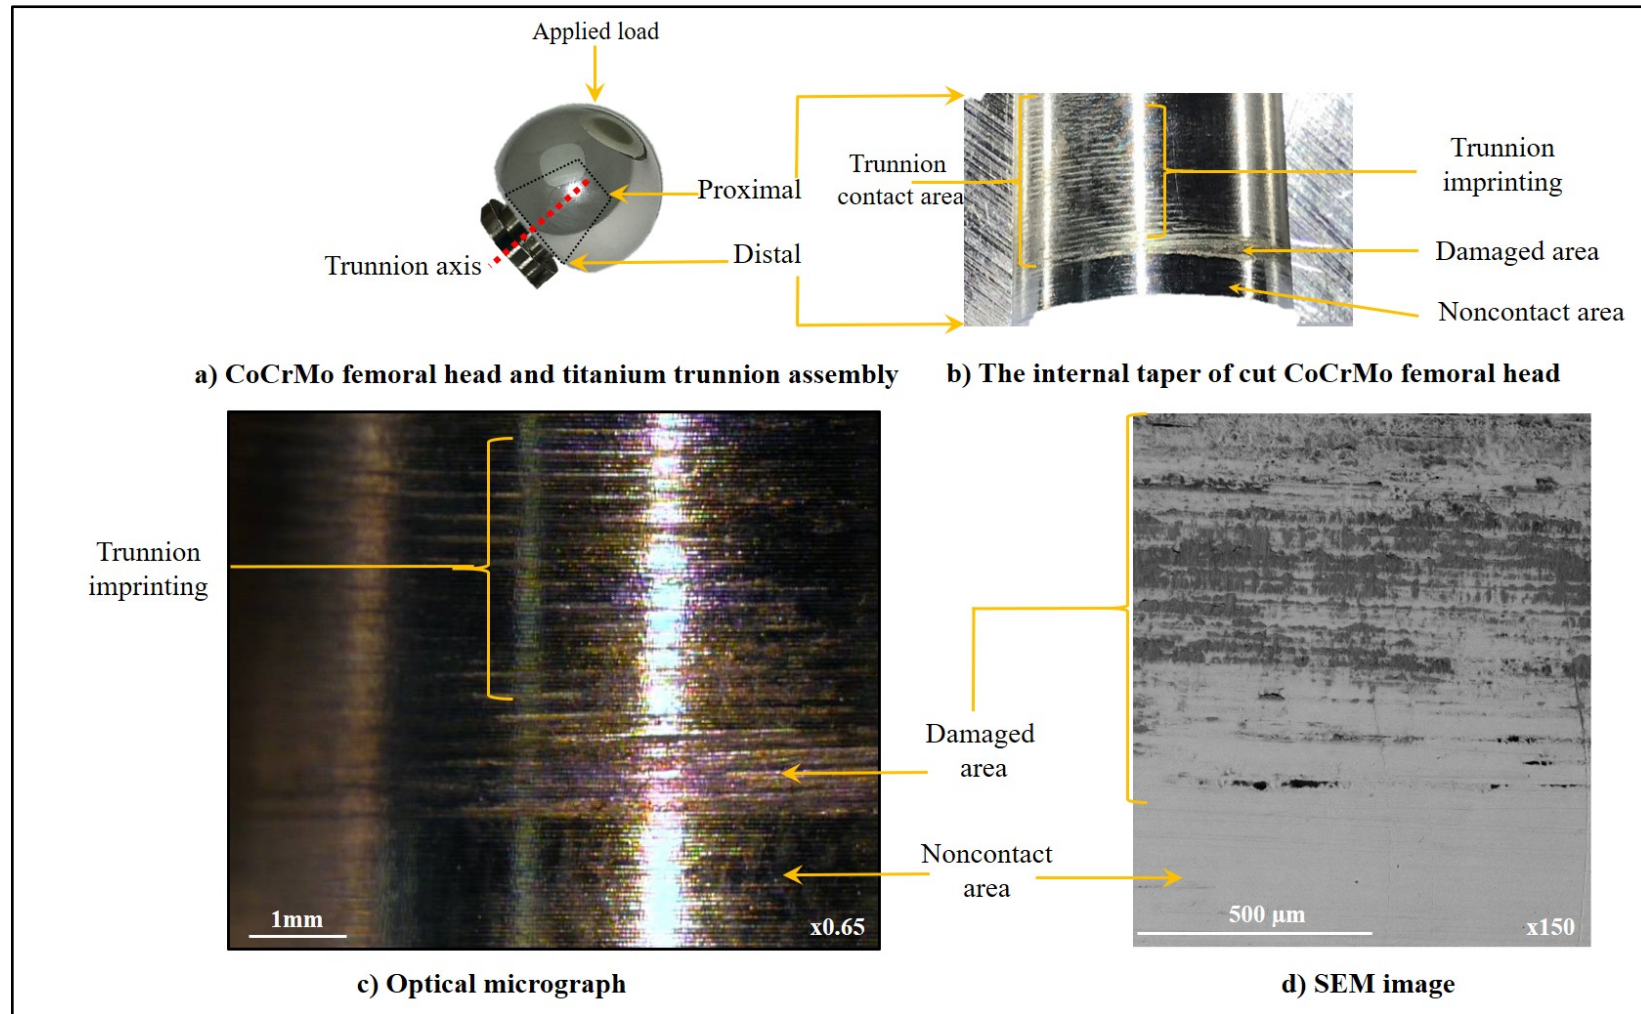 Applied load
Proximal
Distal
Trunnion axis
Trunnion
contact area
Trunnion
imprinting
Damaged area
Noncontact area
a) CoCrMo femoral head and titanium trunnion assembly
b) The internal taper of cut CoCrMo femoral head
Trunnion
imprinting
Damaged
area
Noncontact
area
1mm
x0.65
500 µm
x150
c) Optical micrograph
d) SEM image